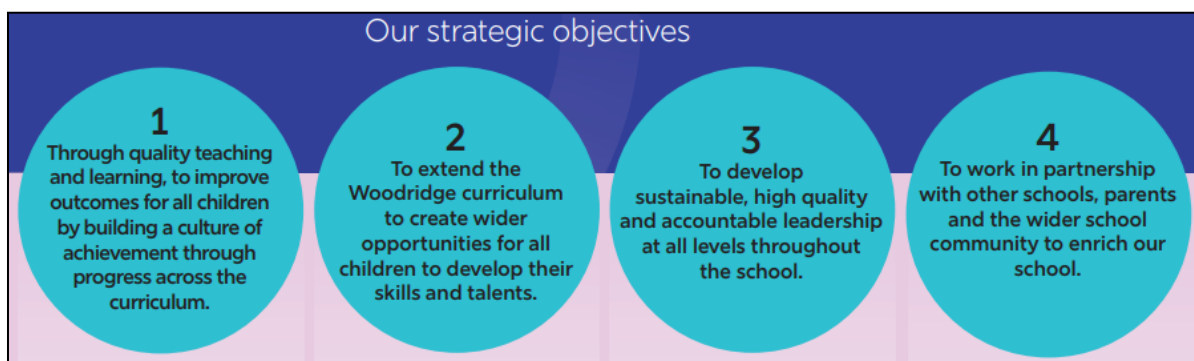 Our strategic objectives
1
Through quality teaching
and learning, to improve
outcomes for all children
by building a culture of
achievement through
progress across the
curriculum.
2
To extend the
Woodridge curriculum
to create wider
opportunities for all
children to develop their
skills and talents.
3
To develop
sustainable, high quality
and accountable leadership
at all levels throughout
the school.
4
To work in partnership
with other schools, parents
and the wider school
community to enrich our
school.